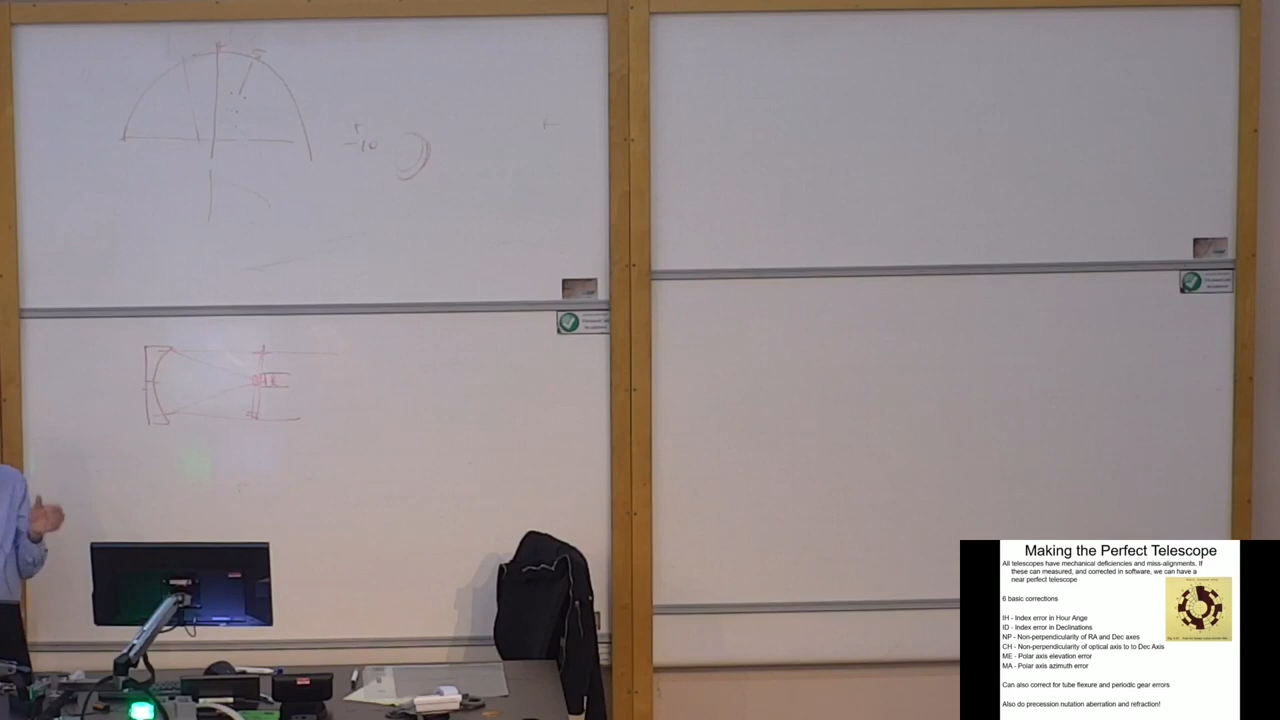 Making the Perfect Telescope
All telescopes have mechanical deficiencies and miss-alignments. If
these can measured, and corrected in software, we can have a
near perfect telescope
6 basic corrections
IH - Index error in Hour Ange
ID - Index error in Declinations
NP - Non-perpendicularity of RA and Dec axes
CH - Non-perpendicularity of optical axis to to Dec Axis
ME - Polar axis elevation error
MA - Polar axis azimuth error
Can also correct for tube flexure and periodic gear errors
Also do precession nutation aberration and refraction!